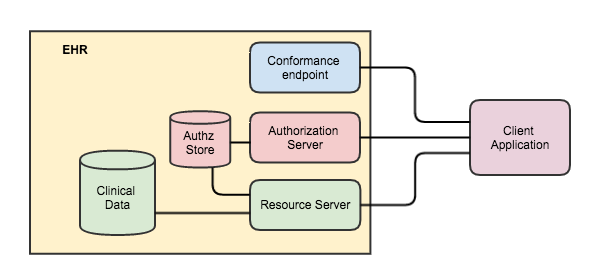 EHR
Conformance
endpoint
Authz
Store
Authorization
Server
Client
Application
Clinical
Data
Resource Server